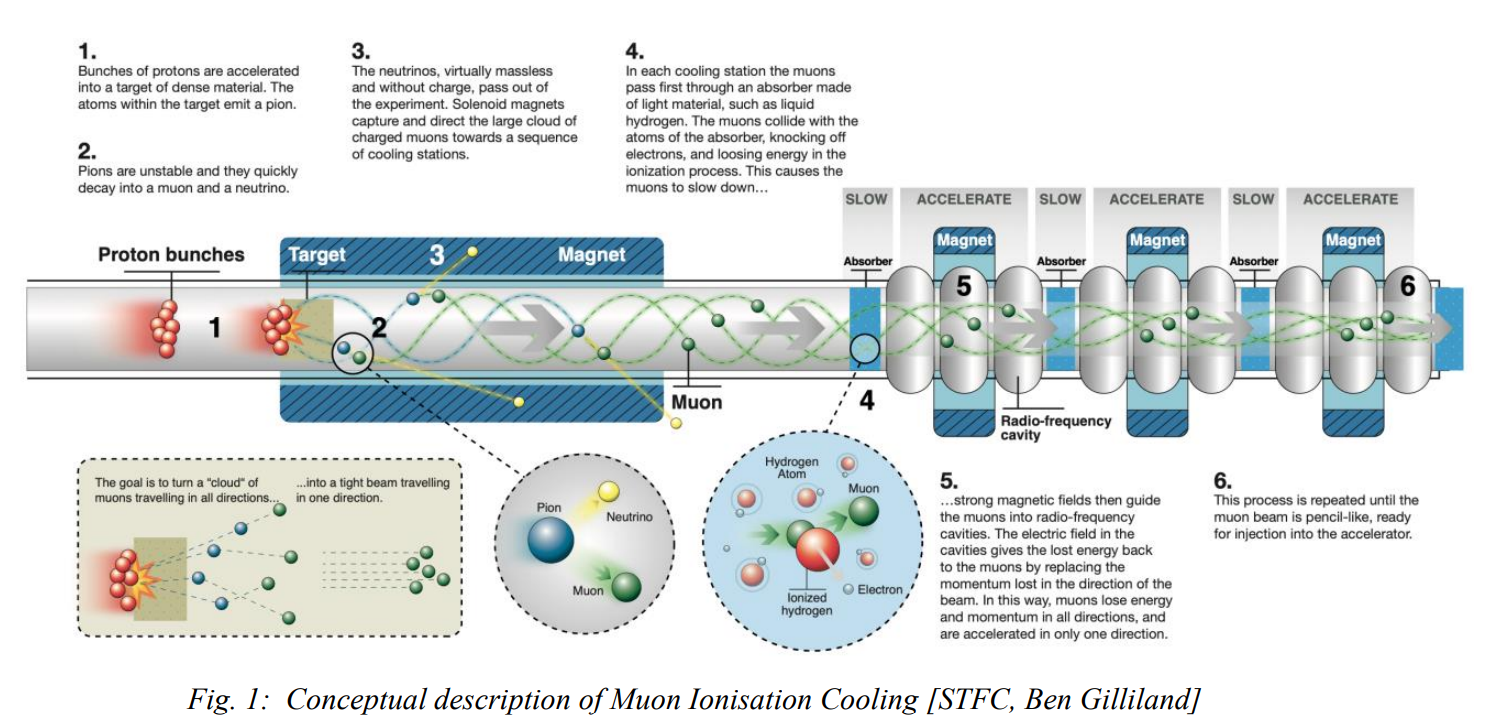 1.
Bunches of protons are accelerated
into a target of dense material. The
atoms within the target emit a pion.
2.
Pions are unstable and they quickly
decay into a muon and a neutrino.
3.
The neutrinos, virtually massless
and without charge, pass out of
the experiment. Solenoid magnets
capture and direct the large cloud of
charged muons towards a sequence
of cooling stations.
4.
In each cooling station the muons
pass first through an absorber made
of light material, such as liquid
hydrogen. The muons collide with the
atoms of the absorber, knocking off
electrons, and loosing energy in the
ionization process. This causes the
muons to slow down…
SLOW
ACCELERATE
SLOW
ACCELERATE
SLOW
ACCELERATE
Proton bunches
Target
3
Magnet
Absorber
Magnet
Absorber
Magnet
Absorber
Magnet
1
2
5
6
Muon
4
Radio-frequency
cavity
The goal is to turn a "cloud" of
muons travelling in all directions...
...into a tight beam travelling
in one direction.
Pion
Neutrino
Muon
Hydrogen
Atom
Muon
Ionized
hydrogen
Electron
5.
…strong magnetic fields then guide
the muons into radio-frequency
cavities. The electric field in the
cavities gives the lost energy back
to the muons by replacing the
momentum lost in the direction of the
beam. In this way, muons lose energy
and momentum in all directions, and
are accelerated in only one direction.
6.
This process is repeated until the
muon beam is pencil-like, ready
for injection into the accelerator.
Fig. 1: Conceptual description of Muon Ionisation Cooling [STFC, Ben Gilliland]